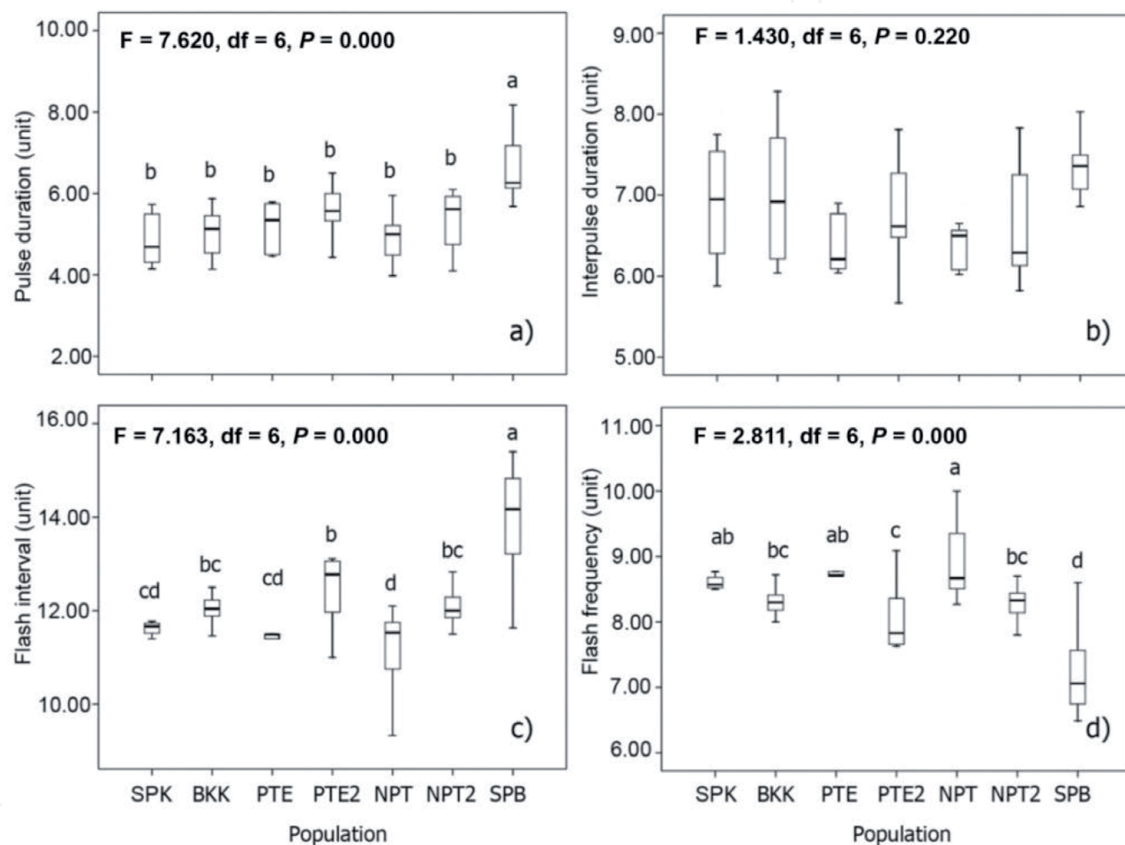 F = 7.620, df = 6, P = 0.000
Pulse duration (unit)
10.00
8.00
6.00
4.00
2.00
b
b
b
b
b
b
a
a)
F = 1.430, df = 6, P = 0.220
Interpulse duration (unit)
9.00
8.00
7.00
6.00
5.00
b)
F = 7.163, df = 6, P = 0.000
Flash interval (unit)
16.00
14.00
12.00
10.00
cd
bc
cd
b
d
bc
a
c)
SPK BKK PTE PTE2 NPT NPT2 SPB
Population
F = 2.811, df = 6, P = 0.000
Flash frequency (unit)
11.00
10.00
9.00
8.00
7.00
6.00
ab
bc
ab
c
a
bc
d
d)
SPK BKK PTE PTE2 NPT NPT2 SPB
Population